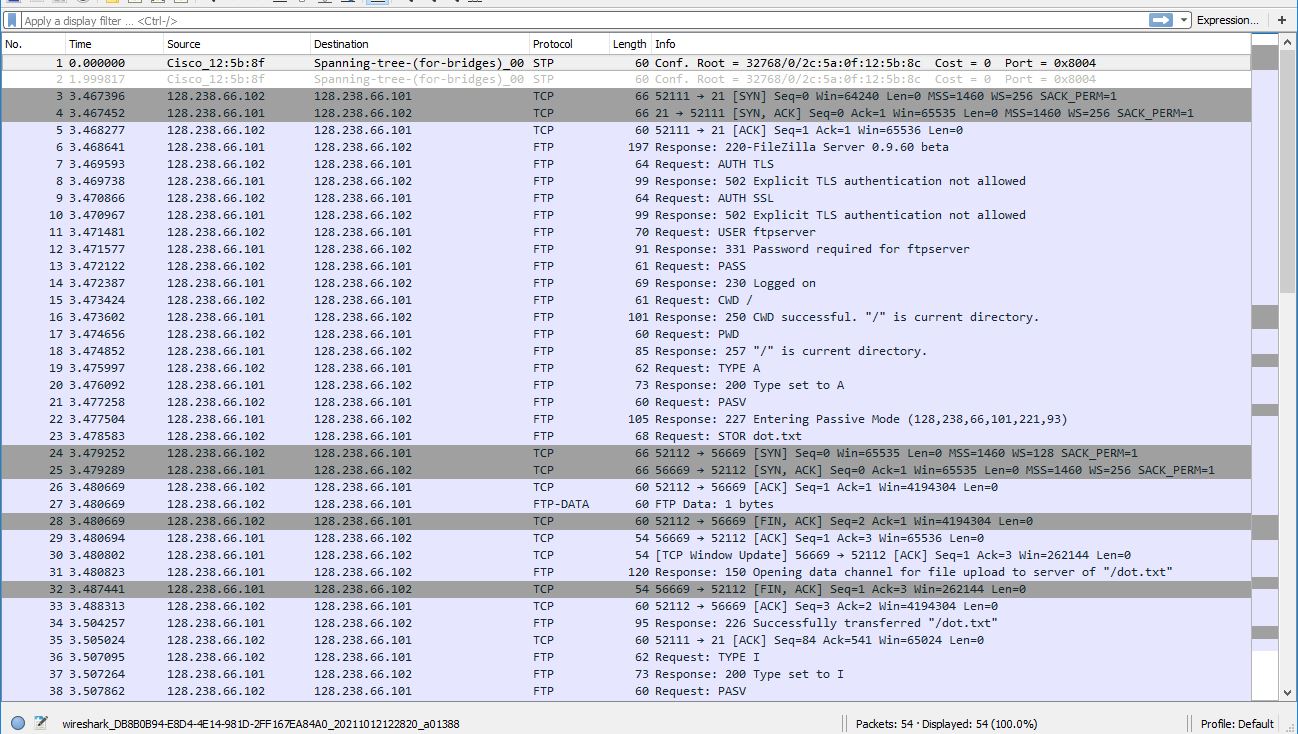 Apply a display filter ... <Ctrl-/> Expression... +
No. Time Source Destination Protocol Length Info
1 0.000000 Cisco_12:5b:8f Spanning-tree-(for-bridges)_00 STP 60 Conf. Root = 32768/0/2c:5a:0f:12:5b:8c Cost = 0 Port = 0x8004
2 1.999817 Cisco_12:5b:8f Spanning-tree-(for-bridges)_00 STP 60 Conf. Root = 32768/0/2c:5a:0f:12:5b:8c Cost = 0 Port = 0x8004
3 3.467396 128.238.66.102 128.238.66.101 TCP 66 52111 → 21 [SYN] Seq=0 Win=64240 Len=0 MSS=1460 WS=256 SACK_PERM=1
4 3.467452 128.238.66.101 128.238.66.102 TCP 66 21 → 52111 [SYN, ACK] Seq=0 Ack=1 Win=65535 Len=0 MSS=1460 WS=256 SACK_PERM=1
5 3.468277 128.238.66.102 128.238.66.101 TCP 60 52111 → 21 [ACK] Seq=1 Ack=1 Win=65536 Len=0
6 3.468641 128.238.66.101 128.238.66.102 FTP 197 Response: 220-FileZilla Server 0.9.60 beta
7 3.469593 128.238.66.102 128.238.66.101 FTP 64 Request: AUTH TLS
8 3.469738 128.238.66.101 128.238.66.102 FTP 99 Response: 502 Explicit TLS authentication not allowed
9 3.470866 128.238.66.102 128.238.66.101 FTP 64 Request: AUTH SSL
10 3.470967 128.238.66.101 128.238.66.102 FTP 99 Response: 502 Explicit TLS authentication not allowed
11 3.471481 128.238.66.102 128.238.66.101 FTP 70 Request: USER ftpserver
12 3.471577 128.238.66.101 128.238.66.102 FTP 91 Response: 331 Password required for ftpserver
13 3.472122 128.238.66.102 128.238.66.101 FTP 61 Request: PASS
14 3.472387 128.238.66.101 128.238.66.102 FTP 69 Response: 230 Logged on
15 3.473424 128.238.66.102 128.238.66.101 FTP 61 Request: CWD /
16 3.473602 128.238.66.101 128.238.66.102 FTP 101 Response: 250 CWD successful. "/" is current directory.
17 3.474656 128.238.66.102 128.238.66.101 FTP 60 Request: PWD
18 3.474852 128.238.66.101 128.238.66.102 FTP 85 Response: 257 "/" is current directory.
19 3.475997 128.238.66.102 128.238.66.101 FTP 62 Request: TYPE A
20 3.476092 128.238.66.101 128.238.66.102 FTP 73 Response: 200 Type set to A
21 3.477258 128.238.66.102 128.238.66.101 FTP 60 Request: PASV
22 3.477504 128.238.66.101 128.238.66.102 FTP 105 Response: 227 Entering Passive Mode (128,238,66,101,221,93)
23 3.478583 128.238.66.102 128.238.66.101 FTP 68 Request: STOR dot.txt
24 3.479252 128.238.66.102 128.238.66.101 TCP 66 52112 → 56669 [SYN] Seq=0 Win=65535 Len=0 MSS=1460 WS=128 SACK_PERM=1
25 3.479289 128.238.66.101 128.238.66.102 TCP 66 56669 → 52112 [SYN, ACK] Seq=0 Ack=1 Win=65535 Len=0 MSS=1460 WS=256 SACK_PERM=1
26 3.480669 128.238.66.102 128.238.66.101 TCP 60 52112 → 56669 [ACK] Seq=1 Ack=1 Win=4194304 Len=0
27 3.480669 128.238.66.102 128.238.66.101 FTP-DATA 60 FTP Data: 1 bytes
28 3.480669 128.238.66.102 128.238.66.101 TCP 60 52112 → 56669 [FIN, ACK] Seq=2 Ack=1 Win=4194304 Len=0
29 3.480694 128.238.66.101 128.238.66.102 TCP 54 56669 → 52112 [ACK] Seq=1 Ack=3 Win=65536 Len=0
30 3.480802 128.238.66.101 128.238.66.102 TCP 54 [TCP Window Update] 56669 → 52112 [ACK] Seq=1 Ack=3 Win=262144 Len=0
31 3.480823 128.238.66.101 128.238.66.102 FTP 120 Response: 150 Opening data channel for file upload to server of "/dot.txt"
32 3.487441 128.238.66.101 128.238.66.102 TCP 54 56669 → 52112 [FIN, ACK] Seq=1 Ack=3 Win=262144 Len=0
33 3.488313 128.238.66.102 128.238.66.101 TCP 60 52112 → 56669 [ACK] Seq=3 Ack=2 Win=4194304 Len=0
34 3.504257 128.238.66.101 128.238.66.102 FTP 95 Response: 226 Successfully transferred "/dot.txt"
35 3.505024 128.238.66.102 128.238.66.101 TCP 60 52111 → 21 [ACK] Seq=84 Ack=541 Win=65024 Len=0
36 3.507095 128.238.66.102 128.238.66.101 FTP 62 Request: TYPE I
37 3.507264 128.238.66.101 128.238.66.102 FTP 73 Response: 200 Type set to I
38 3.507862 128.238.66.102 128.238.66.101 FTP 60 Request: PASV
wireshark_DB8B0B94-E8D4-4E14-981D-2FF167EA84A0_20211012122820_a01388 Packets: 54 · Displayed: 54 (100.0%) Profile: Default